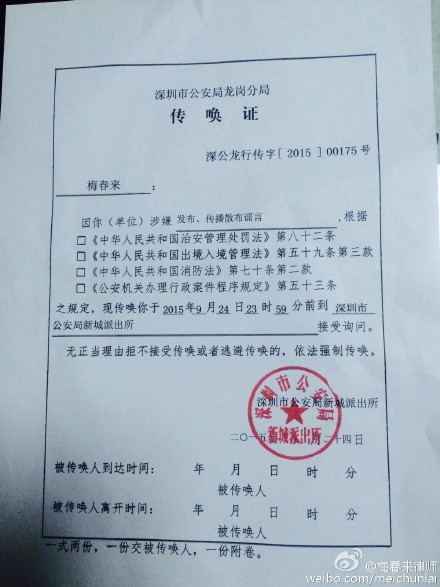 深圳市公安局龙岗分局
传唤证
深公龙行传字[2015]00175号
梅春来:
因你(单位)涉嫌 发布、传播散布谣言,根据
□《中华人民共和国治安管理处罚法》第八十二条
□《中华人民共和国出境入境管理法》第五十九条第三款
□《中华人民共和国消防法》第七十条第二款
□《公安机关办理行政案件程序规定》第五十三条
之规定,现传唤你于2015年9月24日23时59分前到 深圳市
公安局新城派出所 接受询问。
无正当理由拒不接受传唤或者逃避传唤的,依法强制传唤。
深圳市公安局新城派出所
深圳市公安局
新城派出所
二〇一五 月二十四日
被传唤人到达时间: 年 月 日 时 分
被传唤人
被传唤人离开时间: 年 月 日 时 分
被传唤人
一式两份,一份交被传唤人,一份附卷。
@梅春来律师
weibo.com/meichunlai